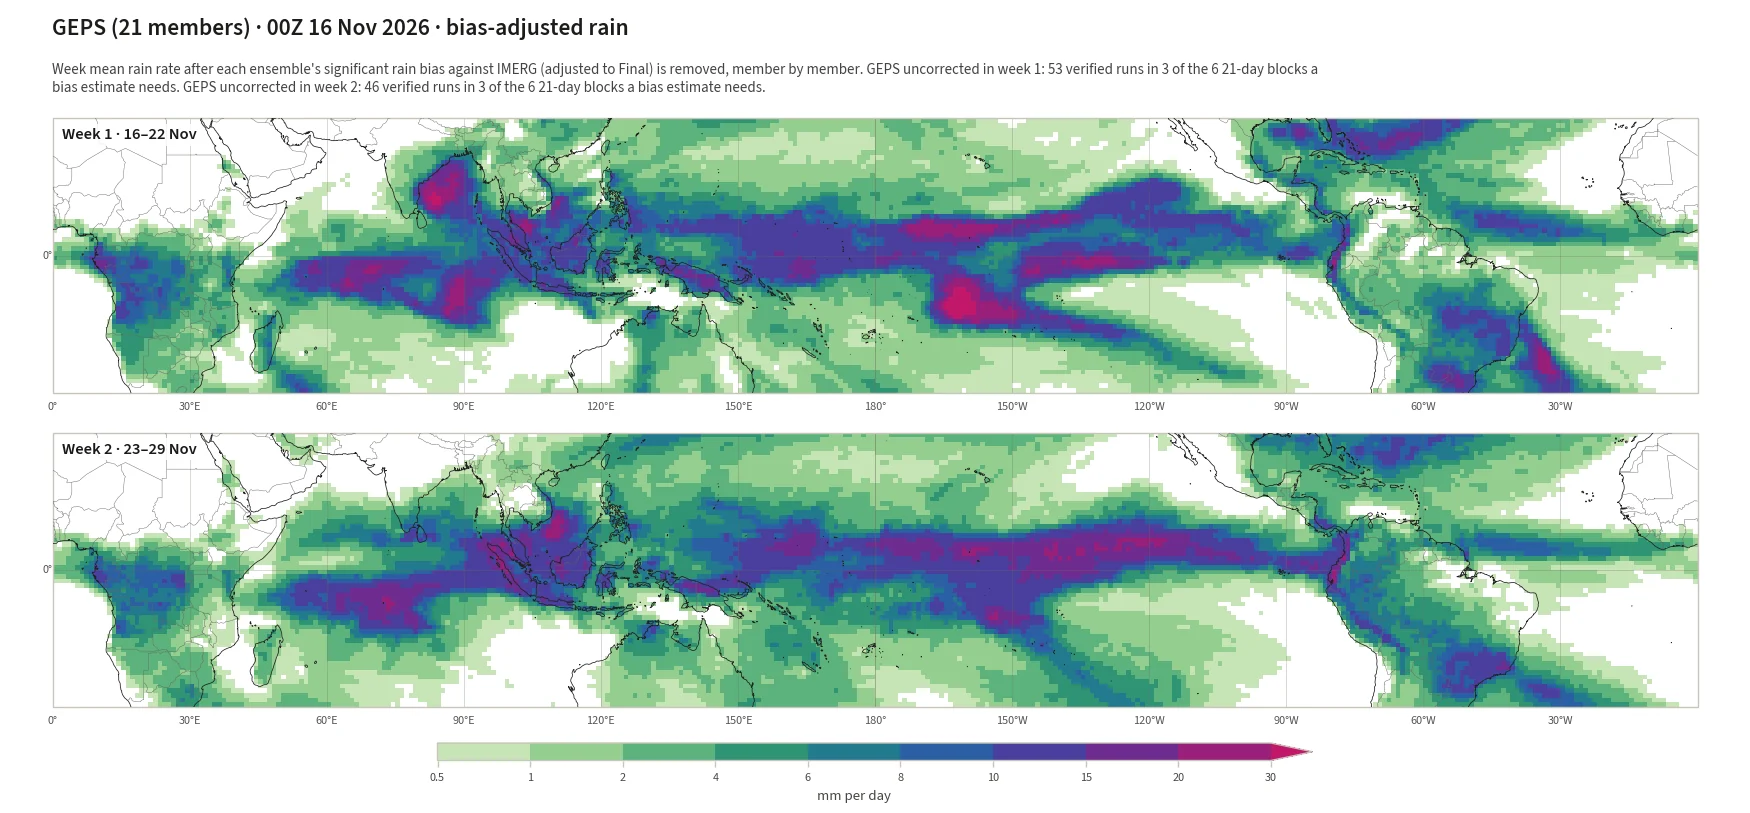 GEPS (21 members) · 00Z 16 Nov 2026 · bias-adjusted rain
Week mean rain rate after each ensemble's significant rain bias against IMERG (adjusted to Final) is removed, member by member. GEPS uncorrected in week 1: 53 verified runs in 3 of the 6 21-day blocks a
bias estimate needs. GEPS uncorrected in week 2: 46 verified runs in 3 of the 6 21-day blocks a bias estimate needs.
Week 1 · 16–22 Nov
0°
0° 30°E 60°E 90°E 120°E 150°E 180° 150°W 120°W 90°W 60°W 30°W
Week 2 · 23–29 Nov
0°
0° 30°E 60°E 90°E 120°E 150°E 180° 150°W 120°W 90°W 60°W 30°W
0.5 1 2 4 6 8 10 15 20 30
mm per day